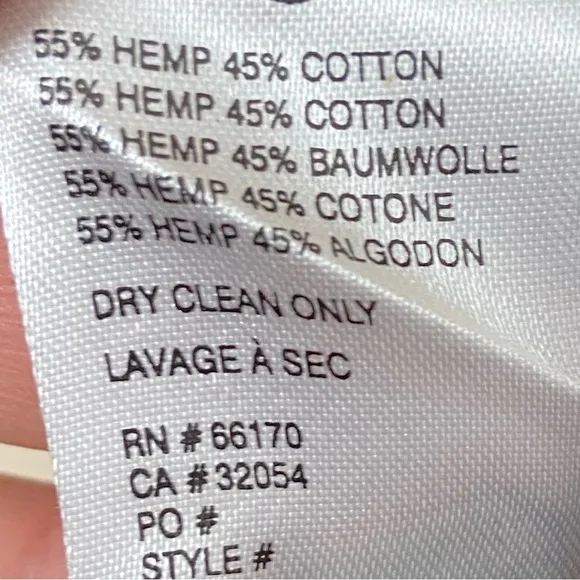 55% HEMP 45% COTTON
55% HEMP 45% COTTON
55% HEMP 45% BAUMWOLLE
55% HEMP 45% COTONE
55% HEMP 45% ALGODON
DRY CLEAN ONLY
LAVAGE À SEC
RN # 66170
CA # 32054
PO #
STYLE #